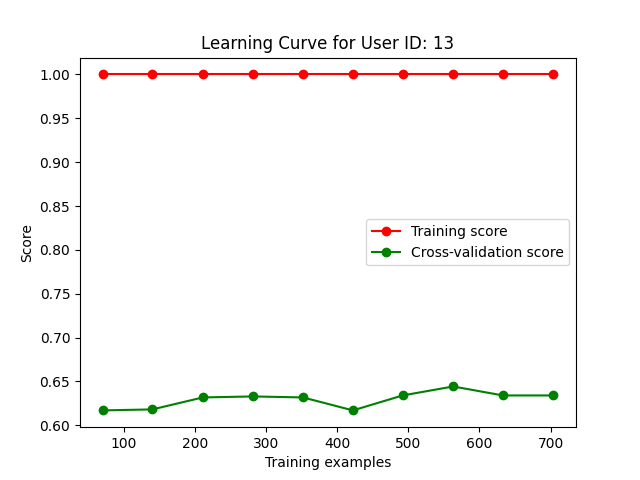 Learning Curve for User ID: 13
1.00
0.95
0.90
0.85
0.80
0.75
0.70
0.65
0.60
Score
Training score
Cross-validation score
100 200 300 400 500 600 700
Training examples